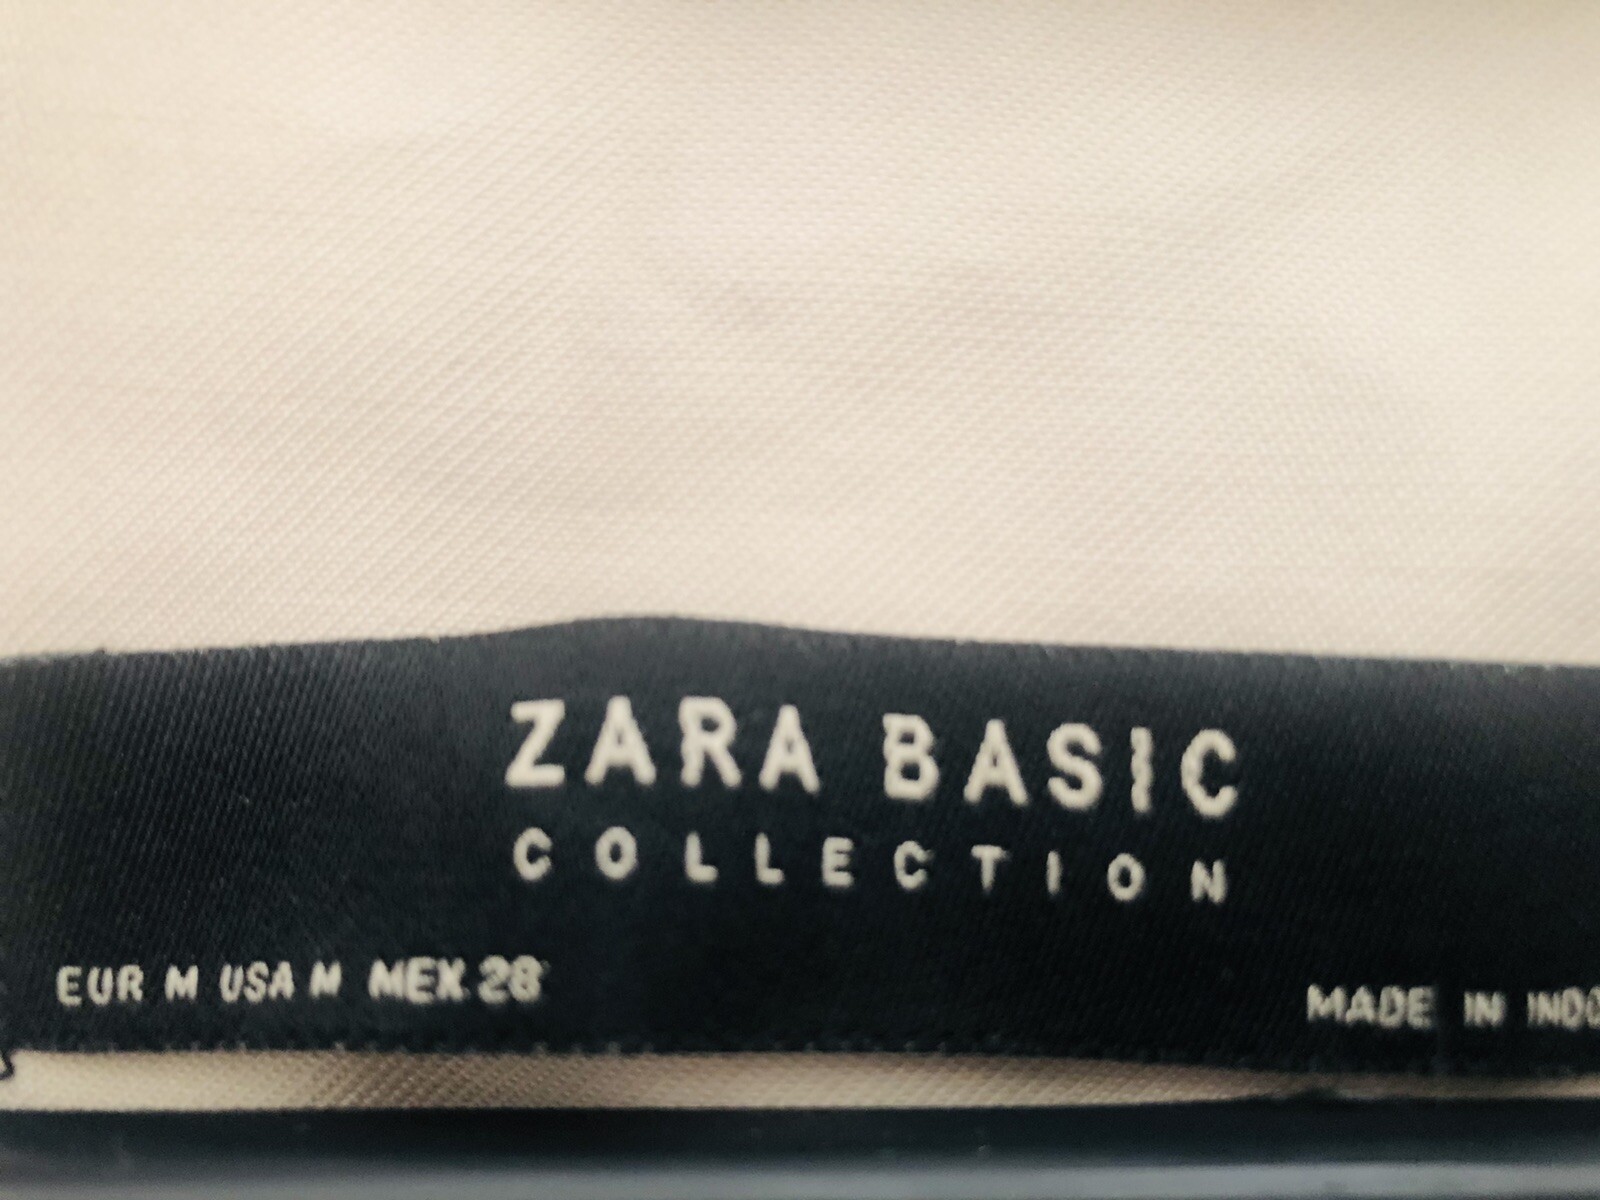 ZARA BASIC
COLLECTION
EUR M USA M MEX 28
MADE IN INDO